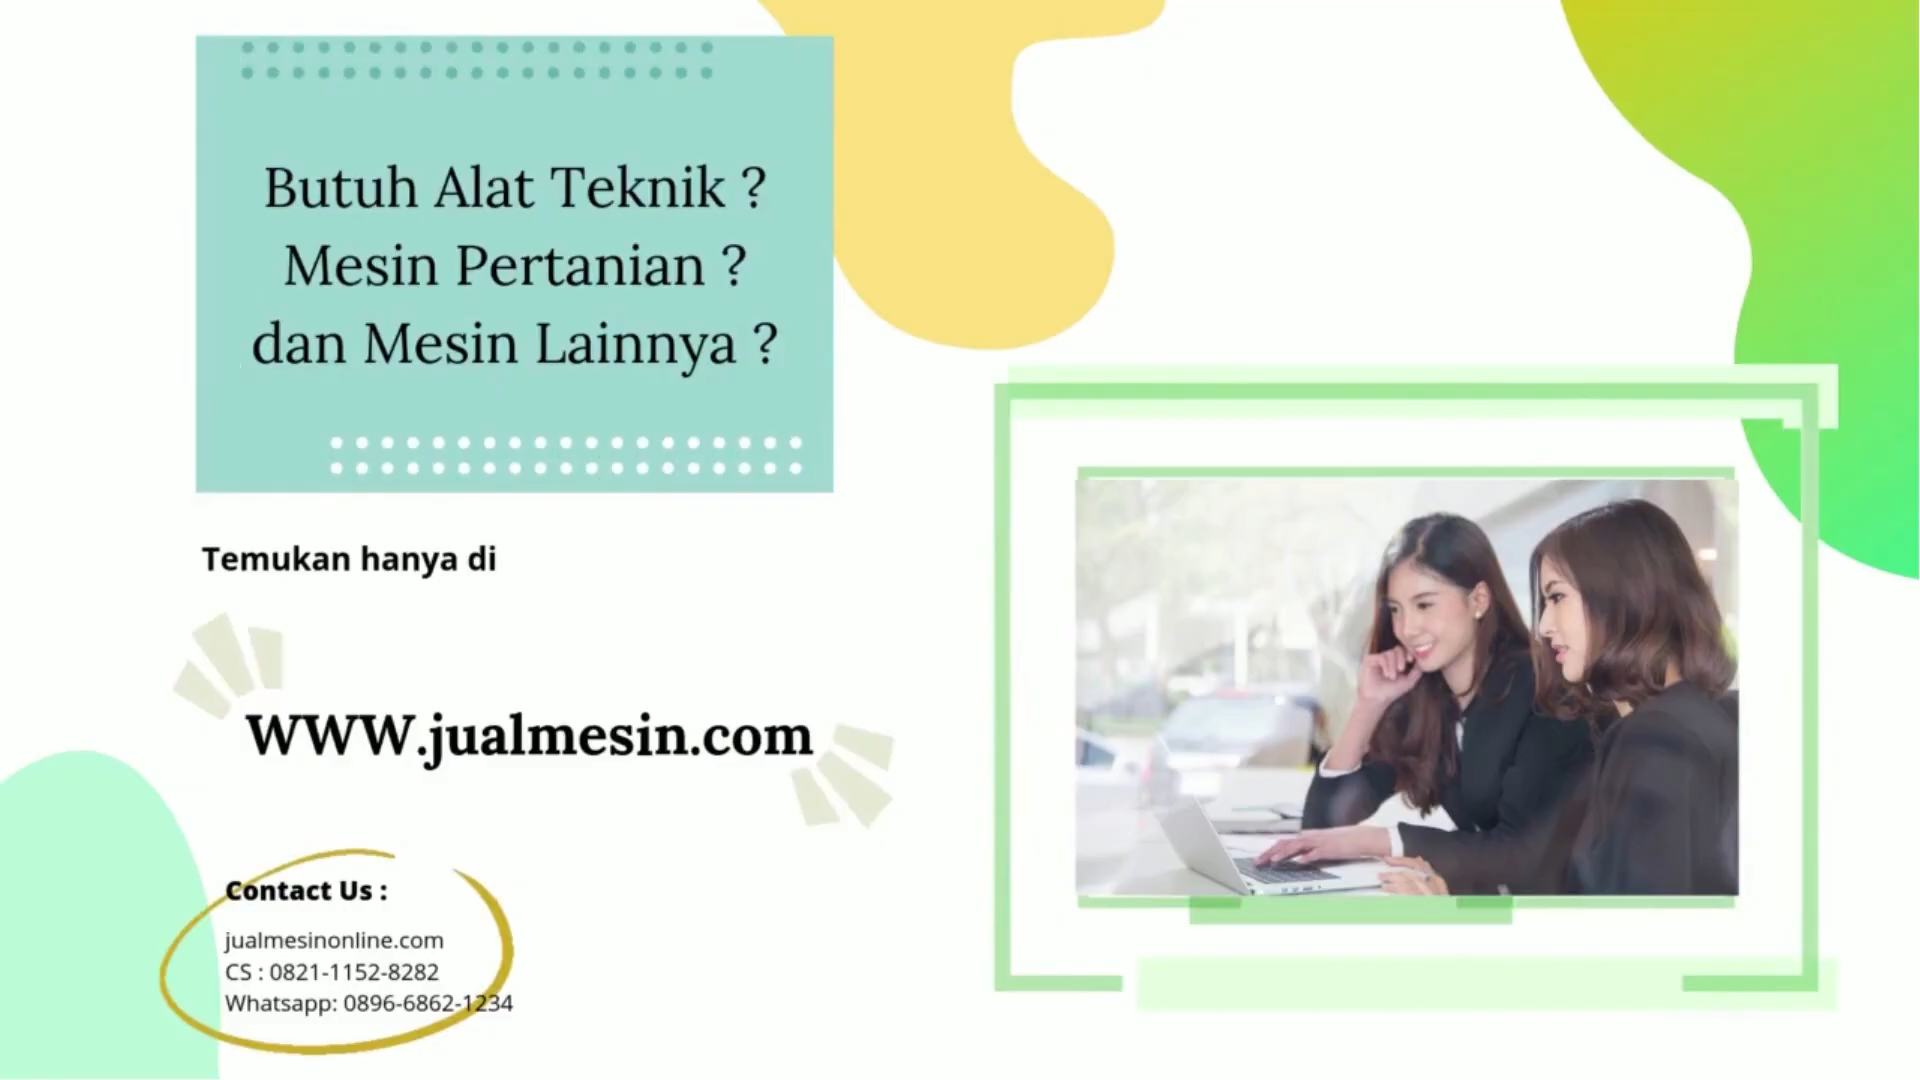 Butuh Alat Teknik ?
Mesin Pertanian ?
dan Mesin Lainnya ?
Temukan hanya di
WWW.jualmesin.com
Contact Us :
jualmesinonline.com
CS : 0821-1152-8282
Whatsapp: 0896-6862-1234